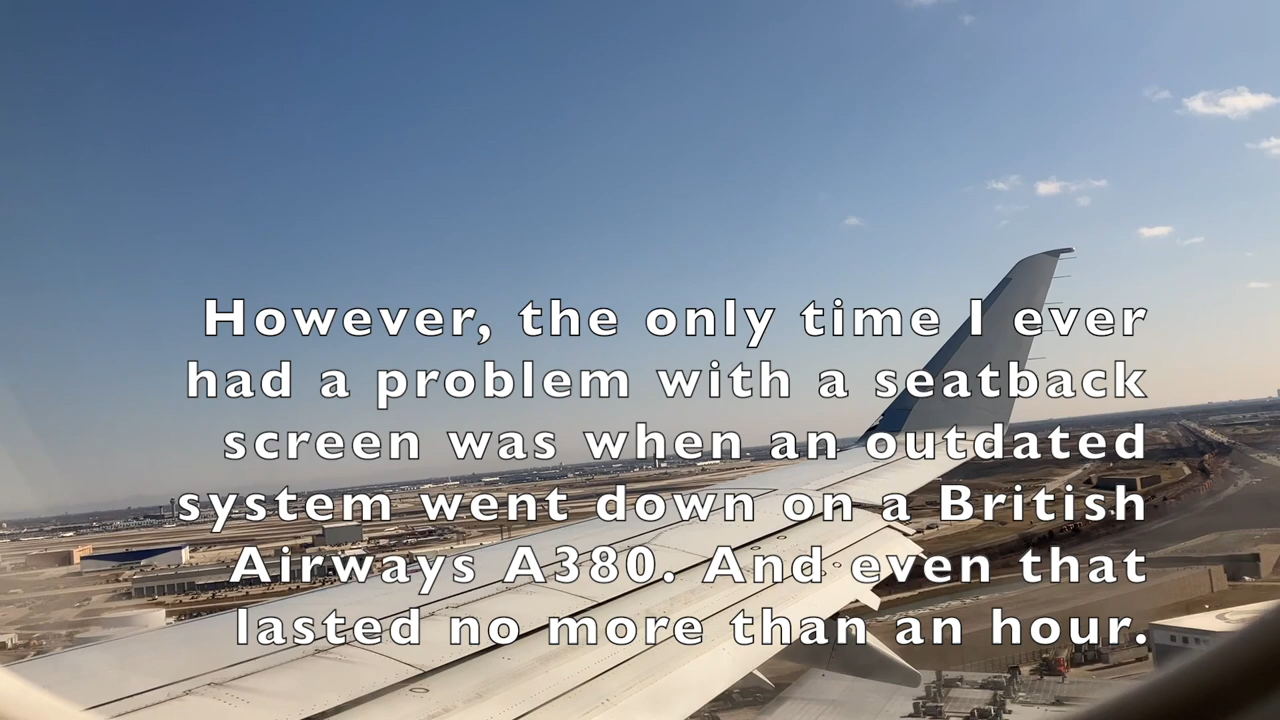 However, the only time I ever
had a problem with a seatback
screen was when an outdated
system went down on a British
Airways A380. And even that
lasted no more than an hour.